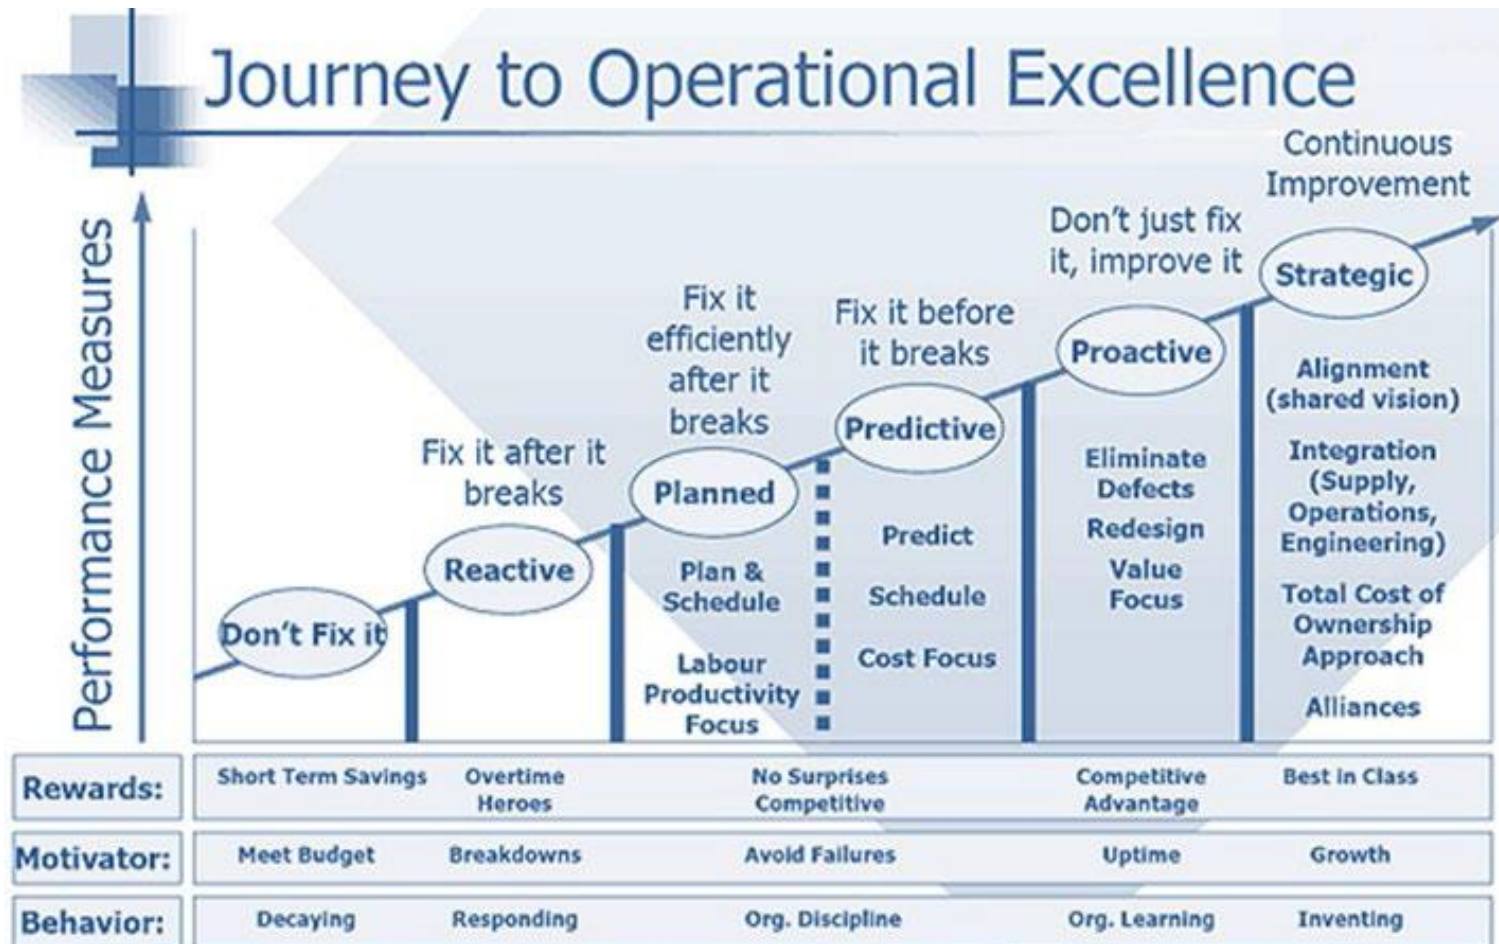 Journey to Operational Excellence
Performance Measures
Continuous
Improvement
Don't just fix
it, improve it
Strategic
Fix it
efficiently
after it
breaks
Fix it before
it breaks
Proactive
Fix it after it
breaks
Predictive
Planned
Reactive
Don't Fix it
Plan &
Schedule
Labour
Productivity
Focus
Predict
Schedule
Cost Focus
Eliminate
Defects
Redesign
Value
Focus
Alignment
(shared vision)
Integration
(Supply,
Operations,
Engineering)
Total Cost of
Ownership
Approach
Alliances
Rewards:
Short Term Savings
Overtime
Heroes
No Surprises
Competitive
Competitive
Advantage
Best in Class
Motivator:
Meet Budget
Breakdowns
Avoid Failures
Uptime
Growth
Behavior:
Decaying
Responding
Org. Discipline
Org. Learning
Inventing